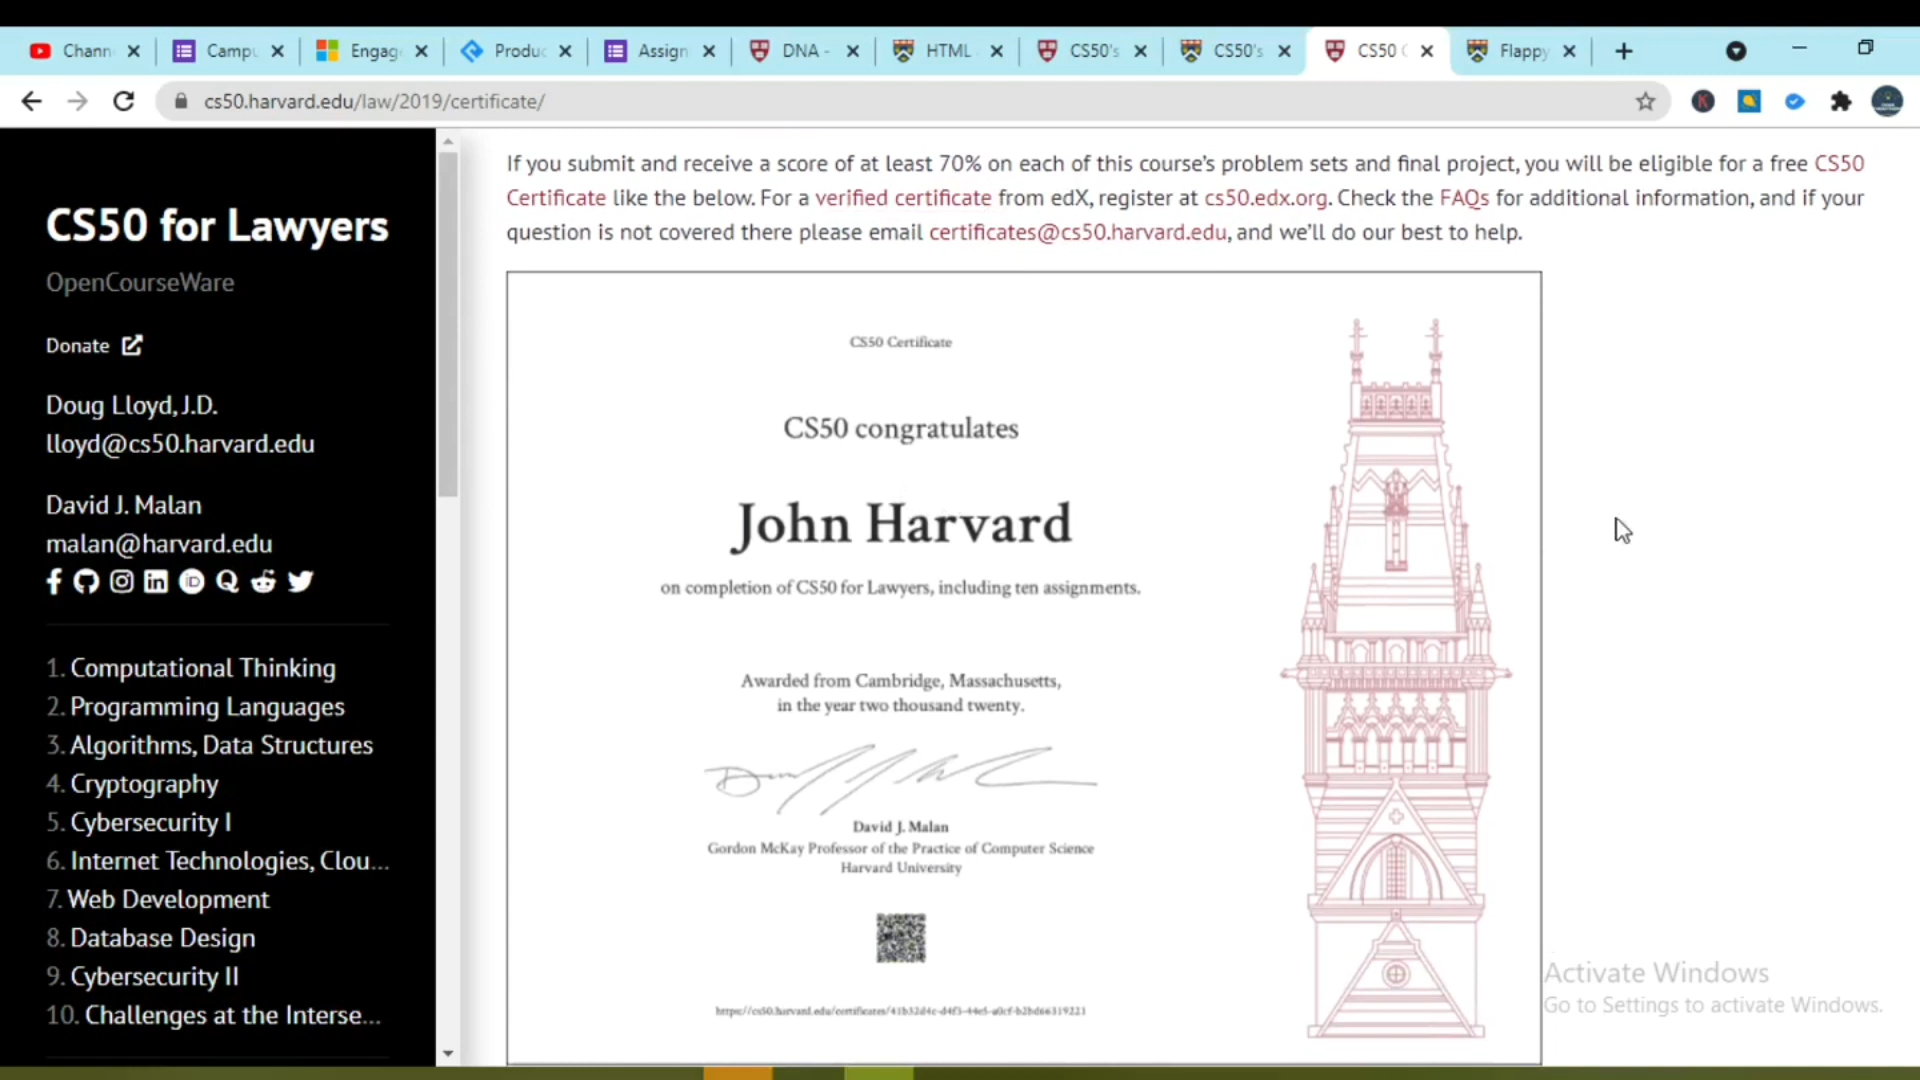 Chann
Campu
Engag
Produc
Assign
DNA -
HTML
CS50's
CS50's
CS50 C
Flappy
cs50.harvard.edu/law/2019/certificate/
CS50 for Lawyers
OpenCourseWare
Donate
Doug Lloyd, J.D.
lloyd@cs50.harvard.edu
David J. Malan
malan@harvard.edu
1. Computational Thinking
2. Programming Languages
3. Algorithms, Data Structures
4. Cryptography
5. Cybersecurity I
6. Internet Technologies, Clou...
7. Web Development
8. Database Design
9. Cybersecurity II
10. Challenges at the Interse...
If you submit and receive a score of at least 70% on each of this course's problem sets and final project, you will be eligible for a free CS50
Certificate like the below. For a verified certificate from edX, register at cs50.edx.org. Check the FAQs for additional information, and if your
question is not covered there please email certificates@cs50.harvard.edu, and we'll do our best to help.
CS50 Certificate
CS50 congratulates
John Harvard
on completion of CS50 for Lawyers, including ten assignments.
Awarded from Cambridge, Massachusetts,
in the year two thousand twenty.
David J. Malan
Gordon McKay Professor of the Practice of Computer Science
Harvard University
Activate Windows
Go to Settings to activate Windows.